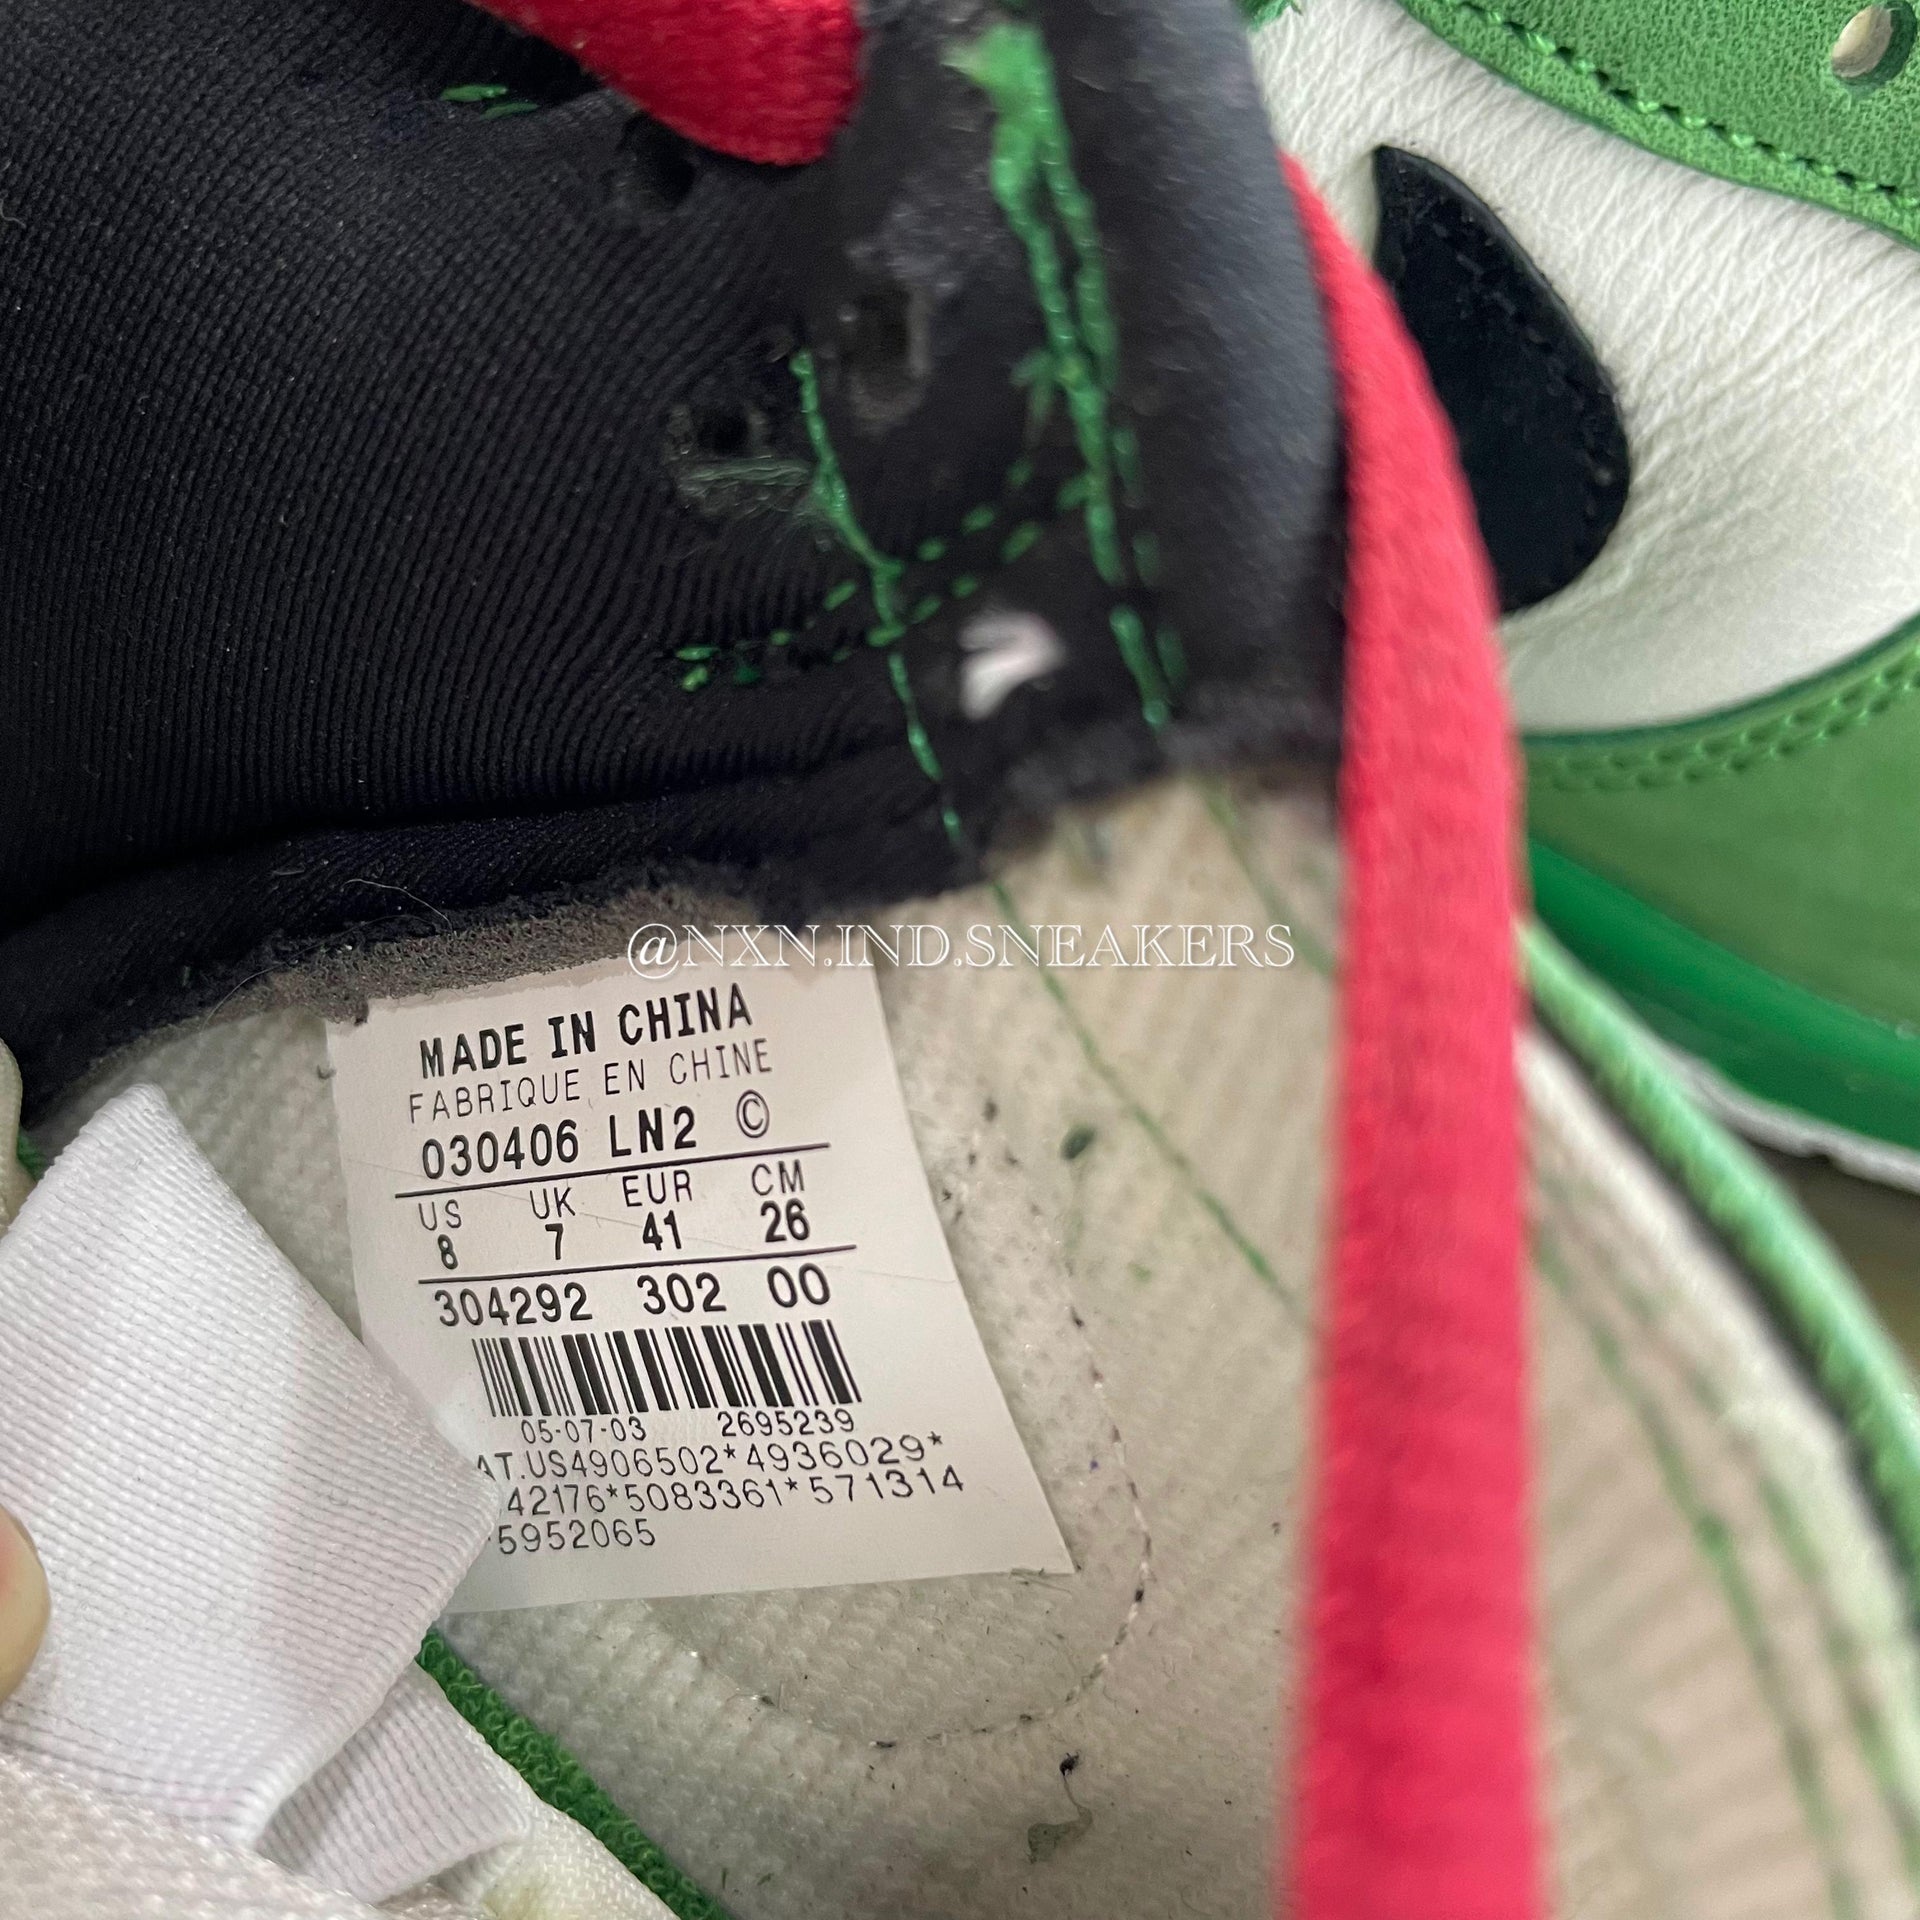 @NXN.IND.SNEAKERS
MADE IN CHINA
FABRIQUE EN CHINE
030406 LN2 ©
US UK EUR CM
8 7 41 26
304292 302 00
05-07-03 2695239
AT.US4906502*4936029*
42176*5083361*571314
5952065